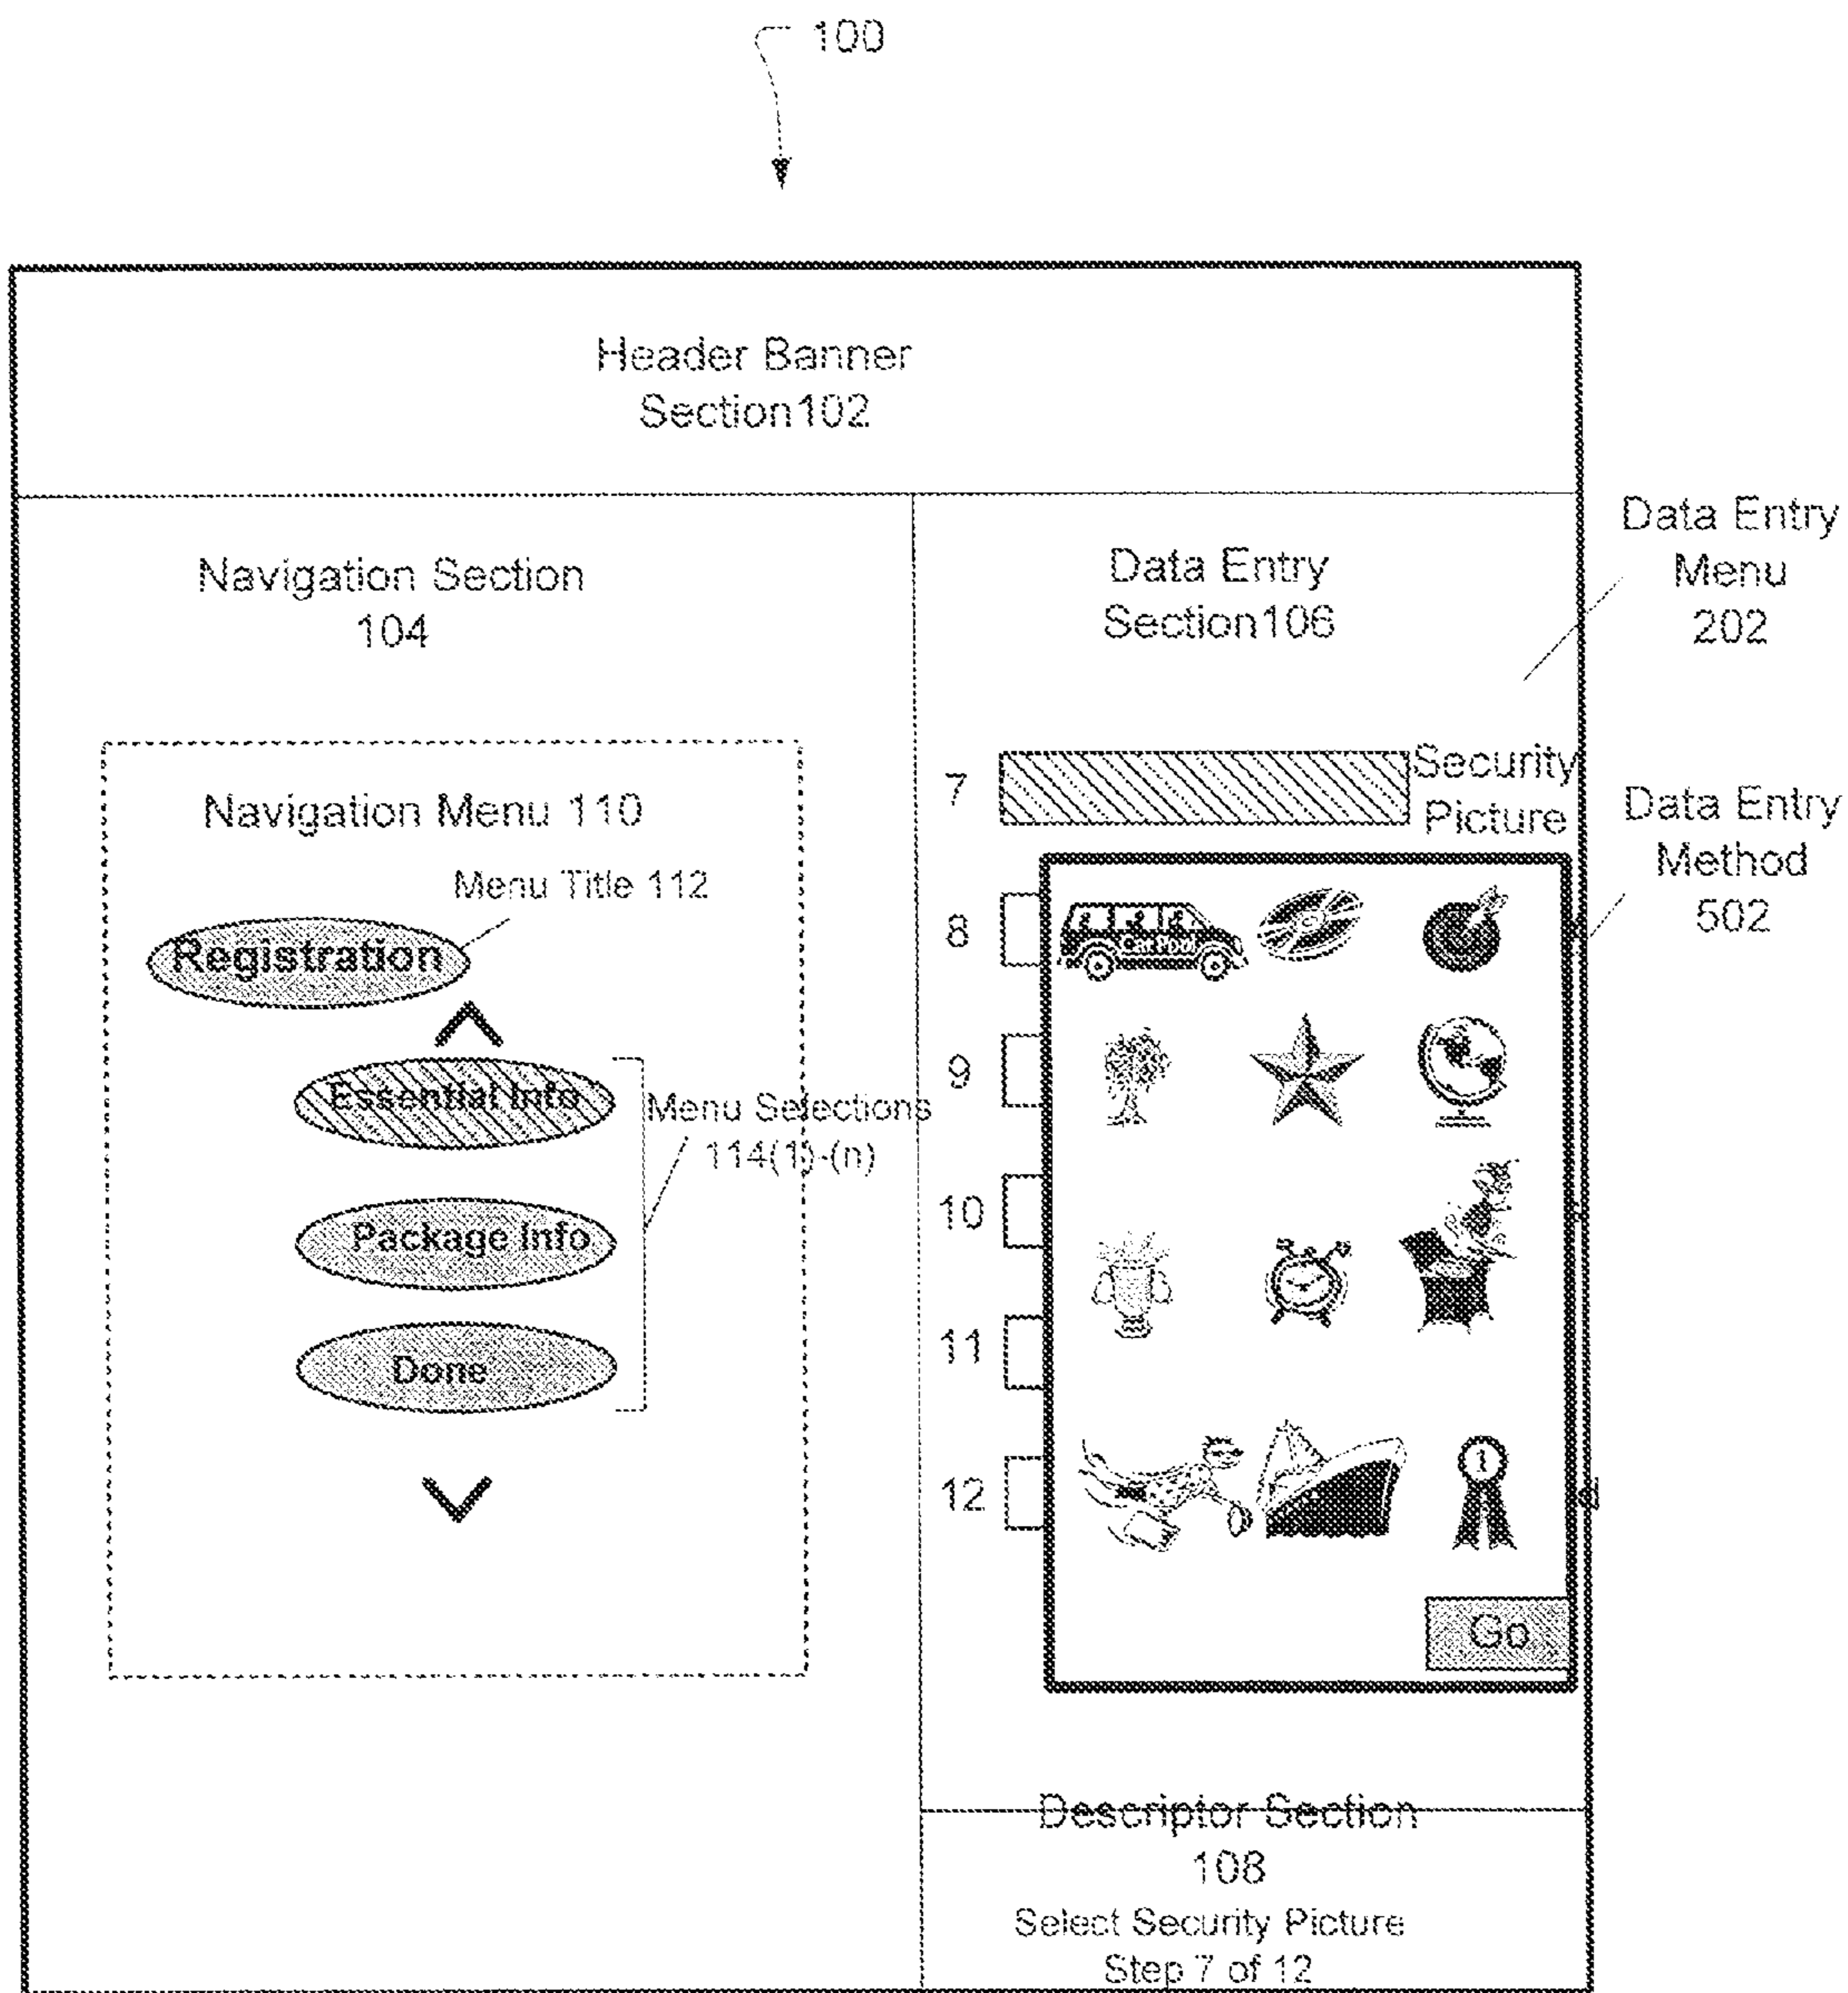 100
Header Banner
Section102
Navigation Section
104
Navigation Menu 110
Menu Title 112
Registration
Essential Info
Package Info
Done
Menu Selections
114(1)-(n)
Data Entry
Section106
Data Entry
Menu
202
7
Security
Picture
Data Entry
Method
502
8
CARPOOL
9
10
11
12
1
Go
Descriptor Section
108
Select Security Picture
Step 7 of 12